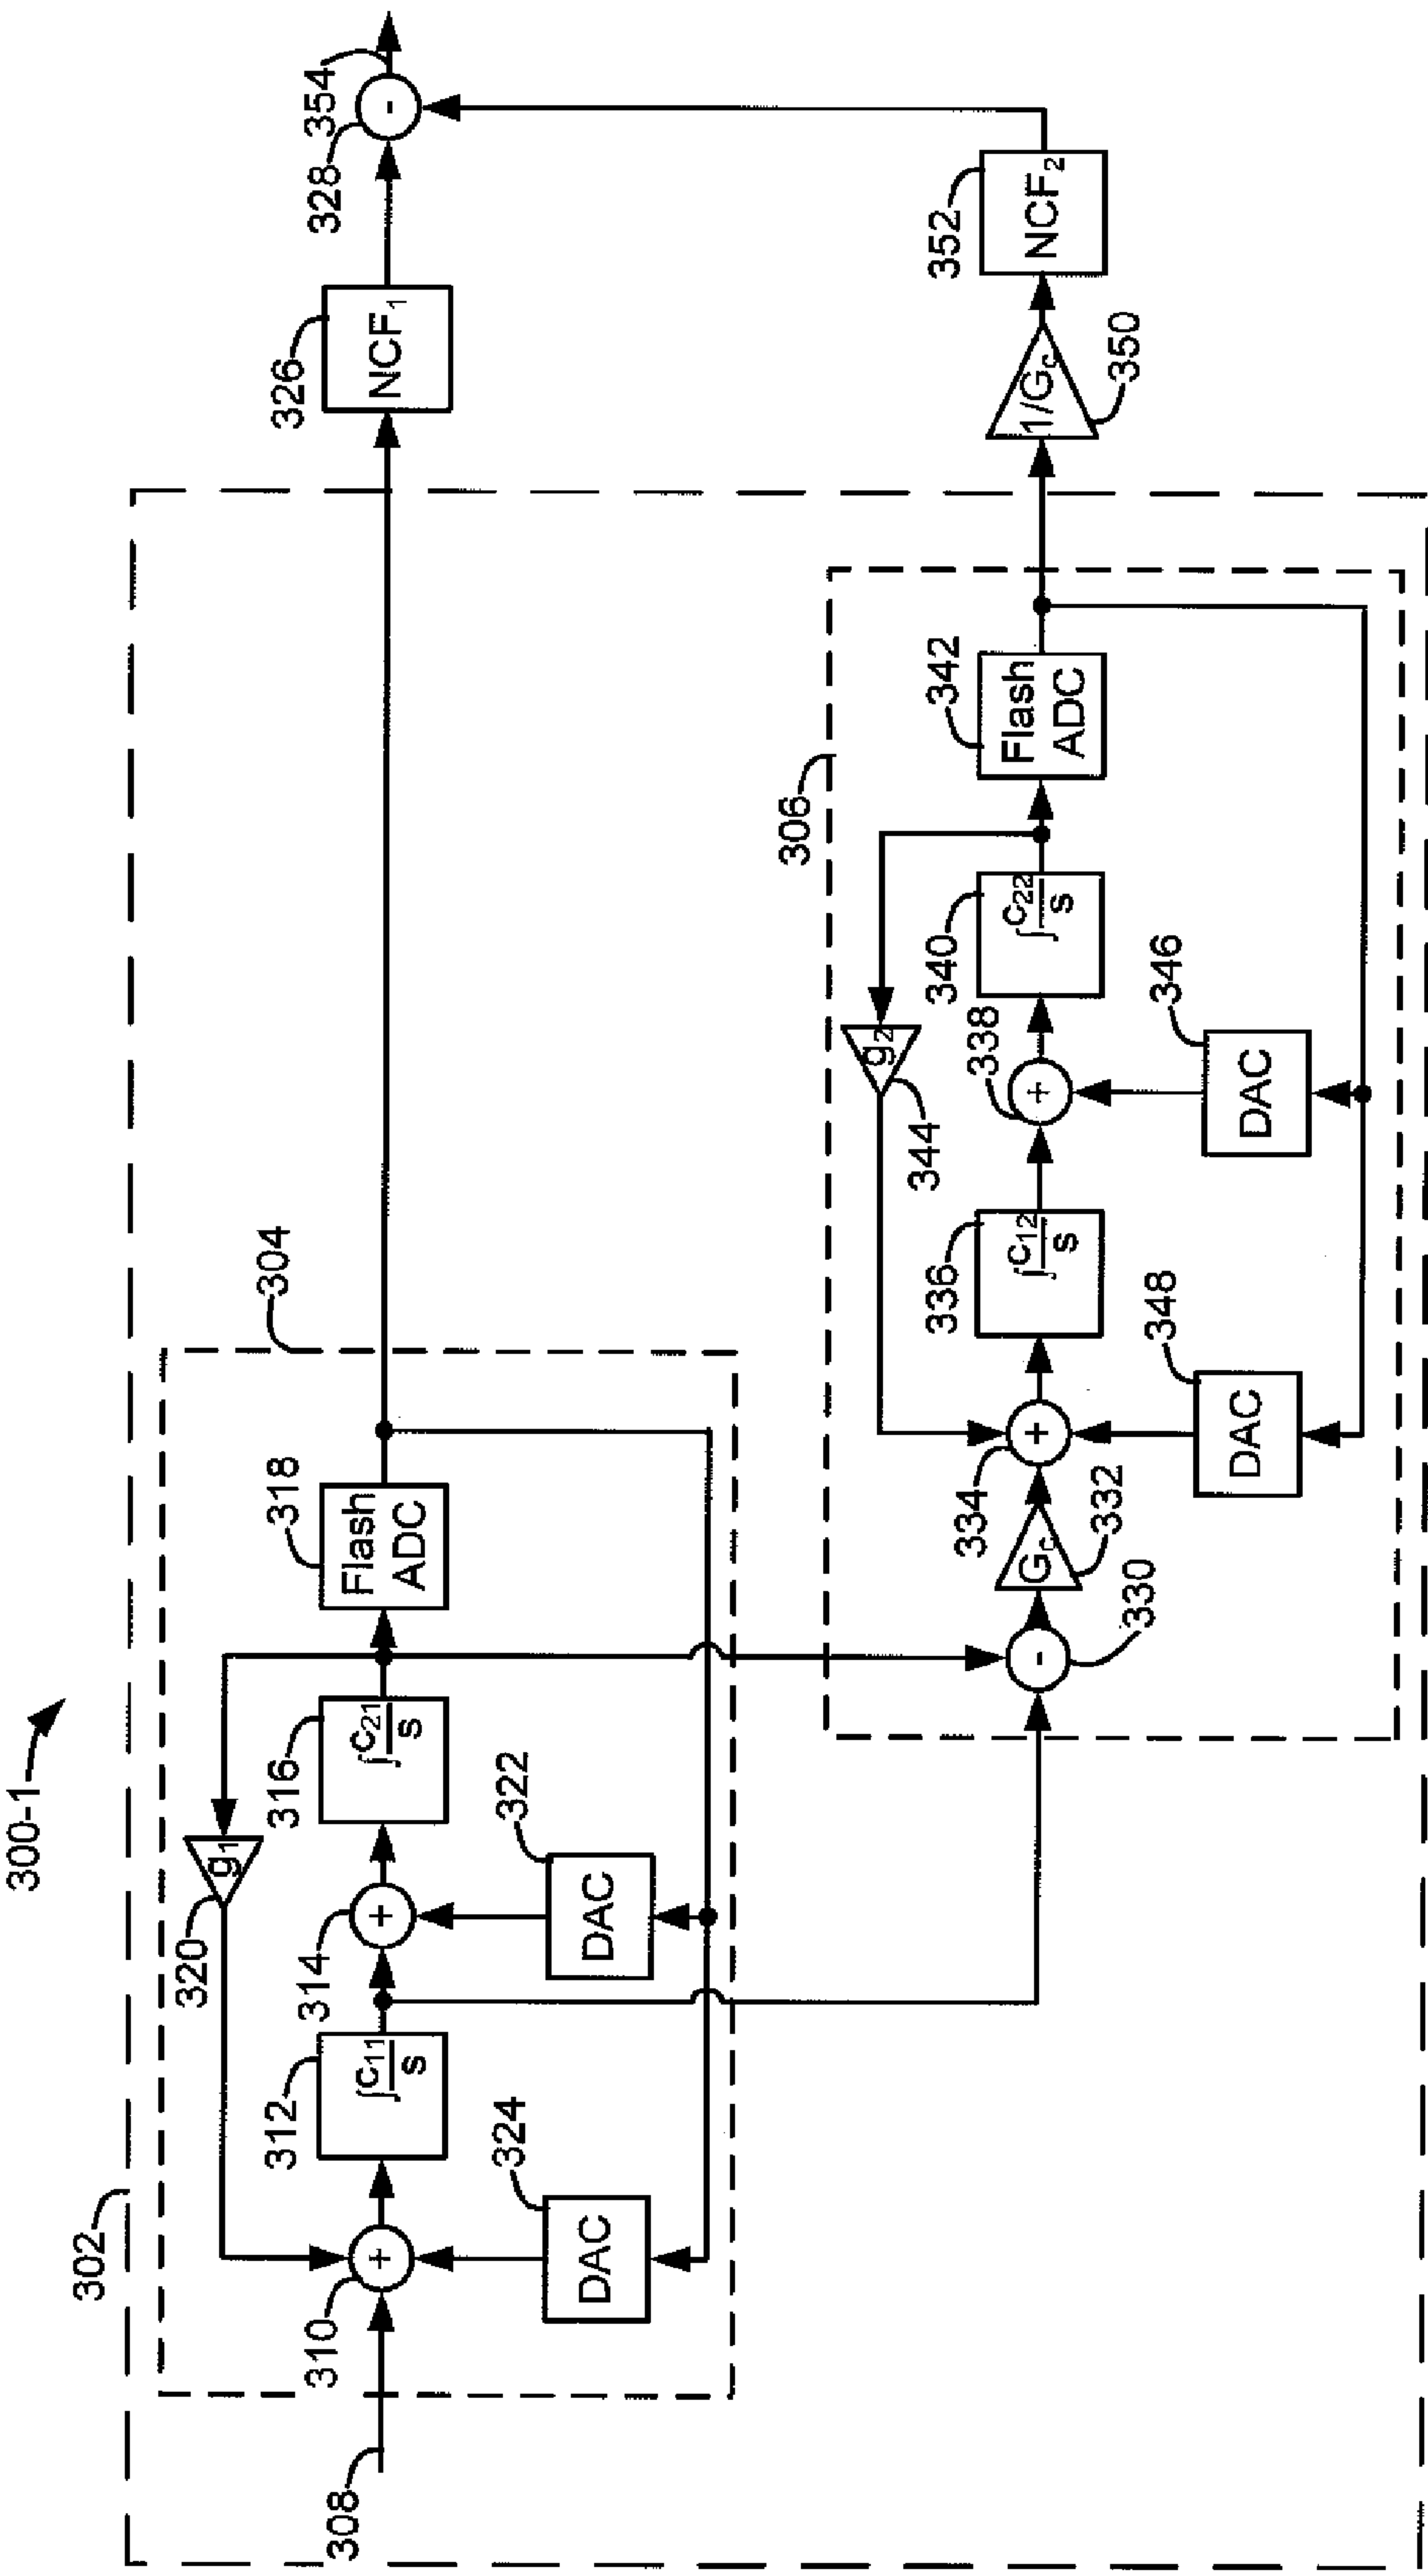 300-1
302
304
320
g₁
308
310
312
∫C₁₁/s
314
316
∫C₂₁/s
318
Flash
ADC
324
DAC
322
DAC
326
NCF₁
328
354
-
+
+
306
344
g₂
330
-
332
G_C
334
+
336
∫C₁₂/s
338
+
340
∫C₂₂/s
342
Flash
ADC
348
DAC
346
DAC
350
1/G_C
352
NCF₂